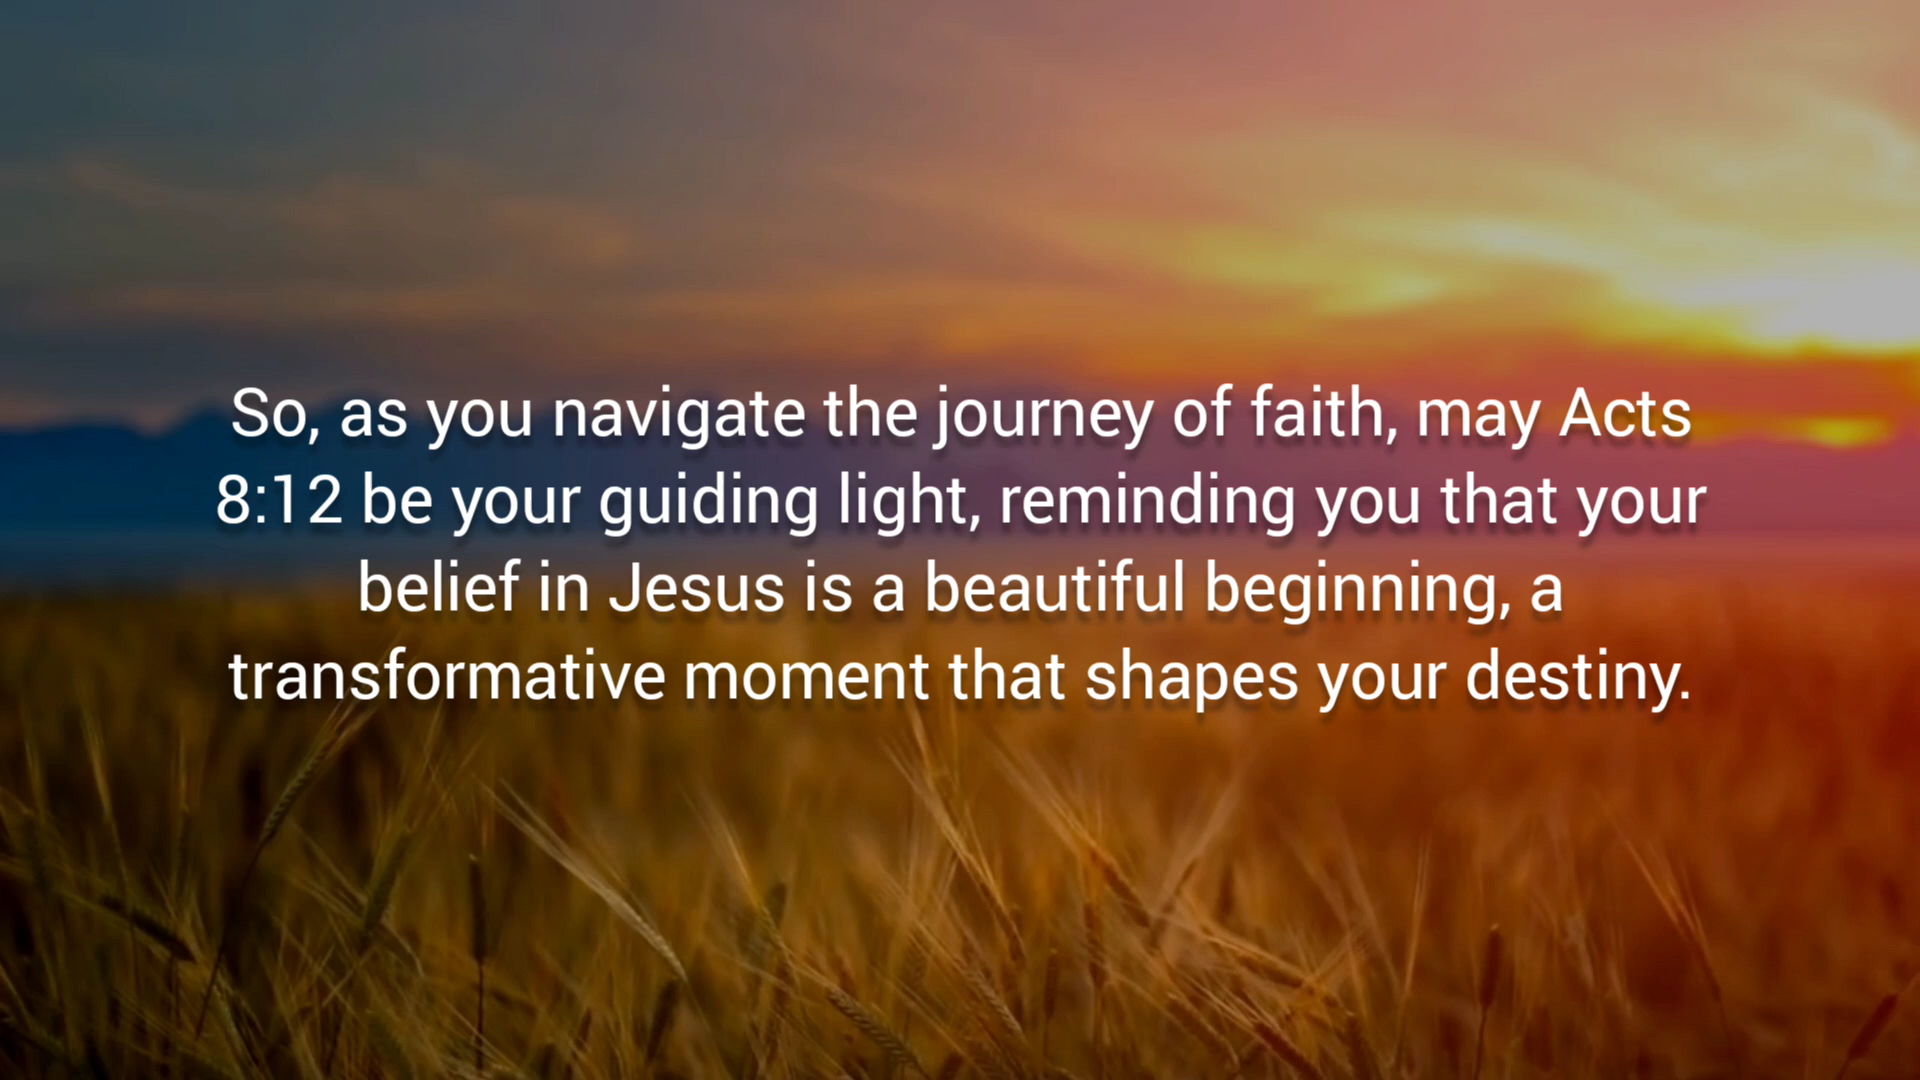 So, as you navigate the journey of faith, may Acts
8:12 be your guiding light, reminding you that your
belief in Jesus is a beautiful beginning, a
transformative moment that shapes your destiny.